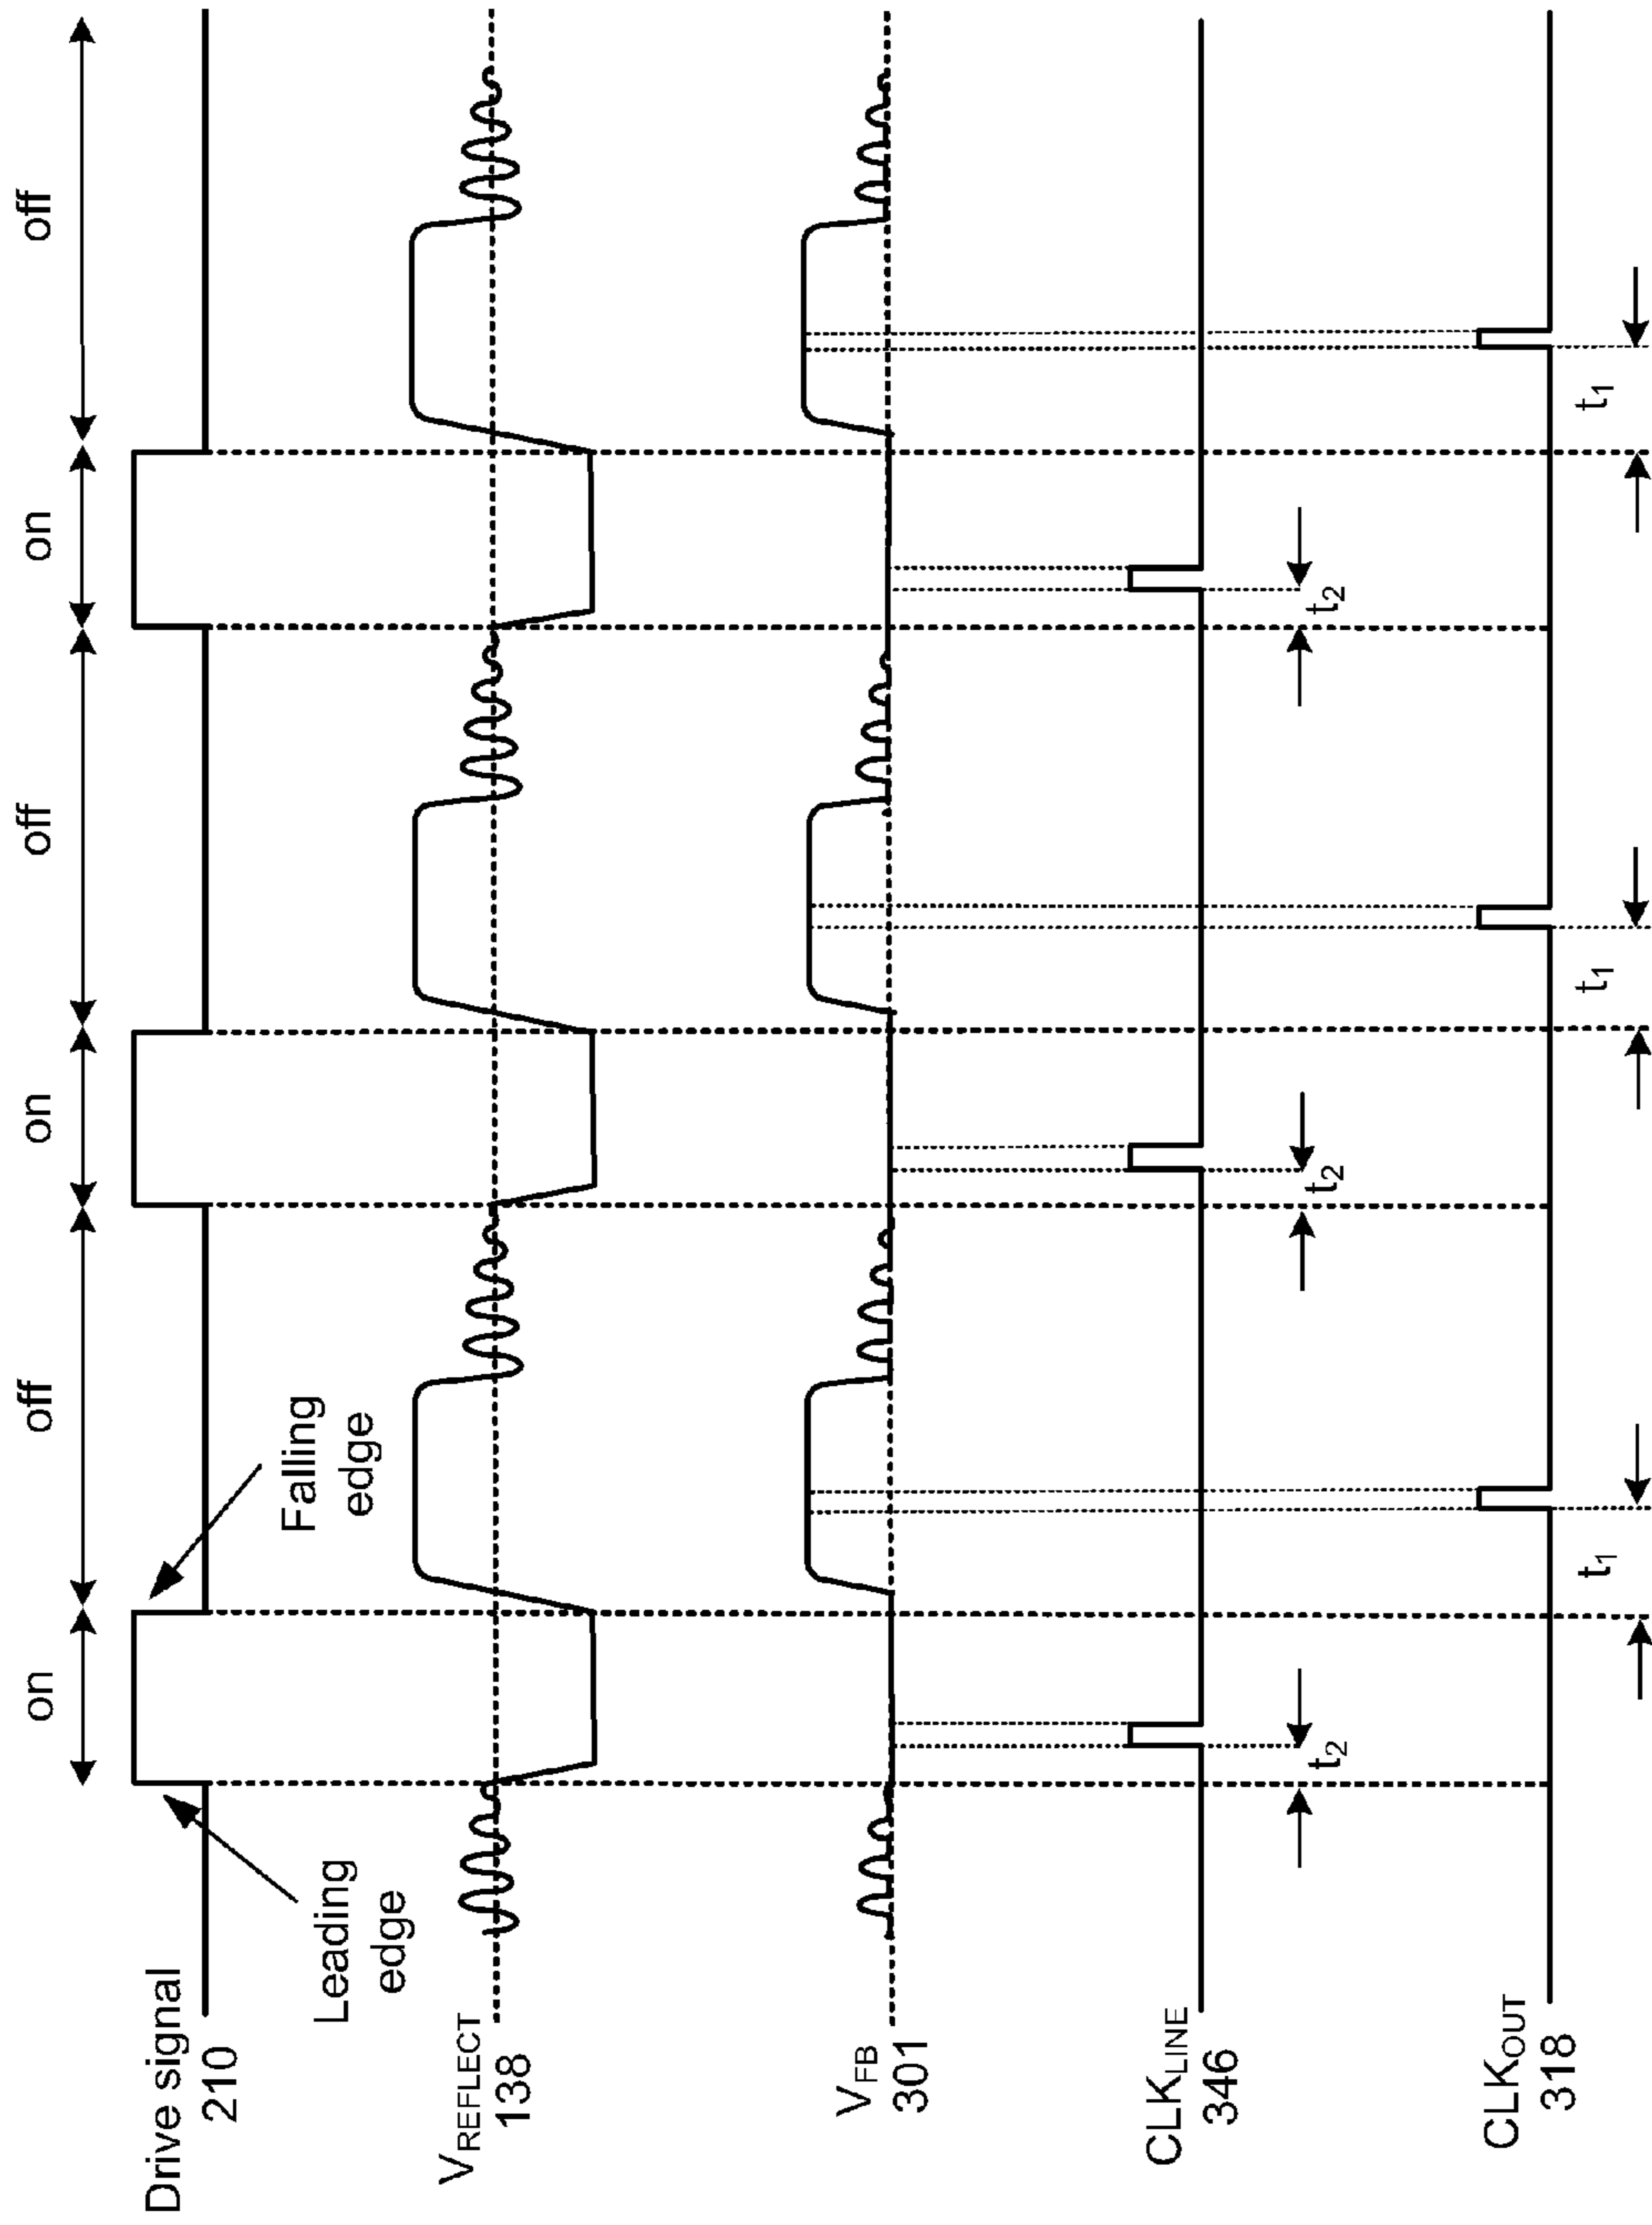 on
off
on
off
on
off
Drive signal
210
Leading
edge
Falling
edge
V_REFLECT
138
V_FB
301
CLK_LINE
346
t₂
t₂
t₂
CLK_OUT
318
t₁
t₁
t₁